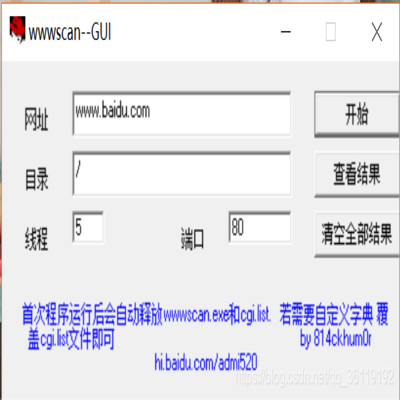 wwwscan--GUI
网址 www.baidu.com 开始
目录 / 查看结果
线程 5 端口 80 清空全部结果
首次程序运行后会自动释放wwwscan.exe和cgi.list. 若需要自定义字典 覆
盖cgi.list文件即可 by 814ckhum0r
hi.baidu.com/admi520
https://blog.csdn.net/qq_36119192